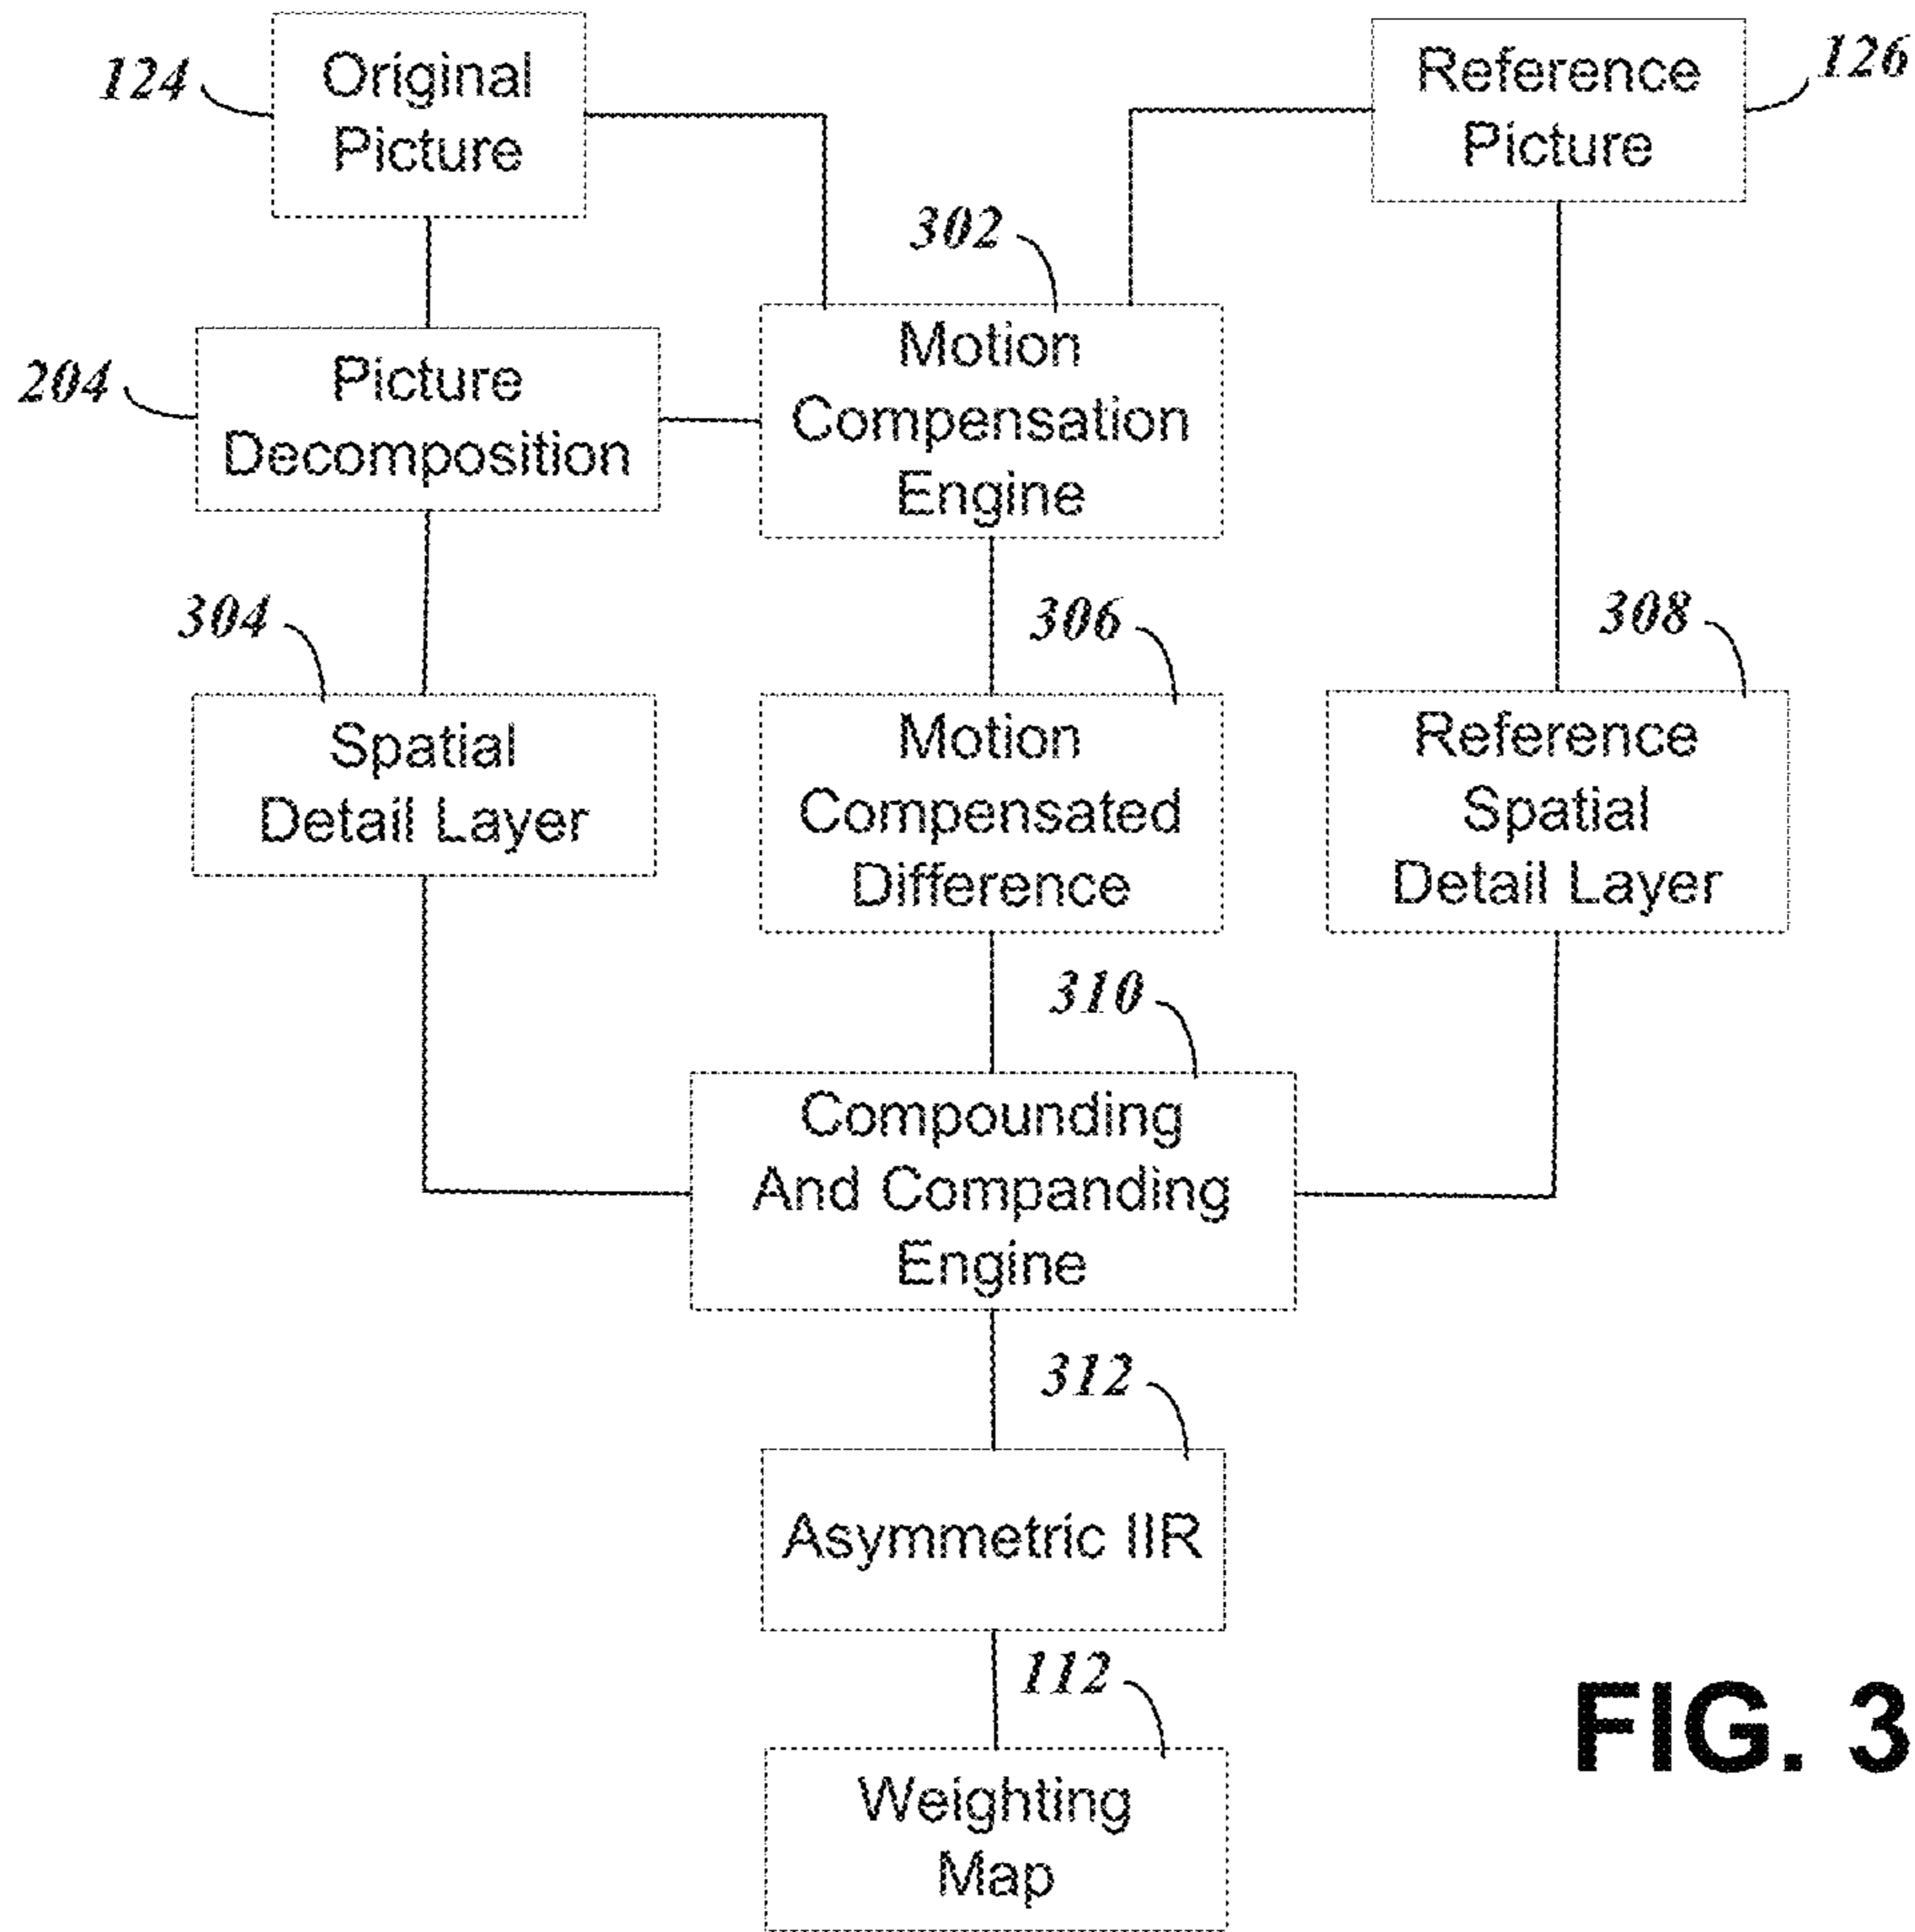 124
Original
Picture
Reference
Picture
126
302
204
Picture
Decomposition
Motion
Compensation
Engine
304
306
308
Spatial
Detail Layer
Motion
Compensated
Difference
Reference
Spatial
Detail Layer
310
Compounding
And Companding
Engine
312
Asymmetric IIR
112
Weighting
Map
FIG. 3